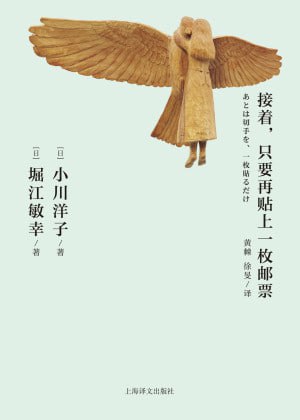 接着，只要再贴上一枚邮票
あとは切手を、一枚貼るだけ
[日] 小川洋子/著
[日] 堀江敏幸/著
黄楝 徐旻/译
上海译文出版社